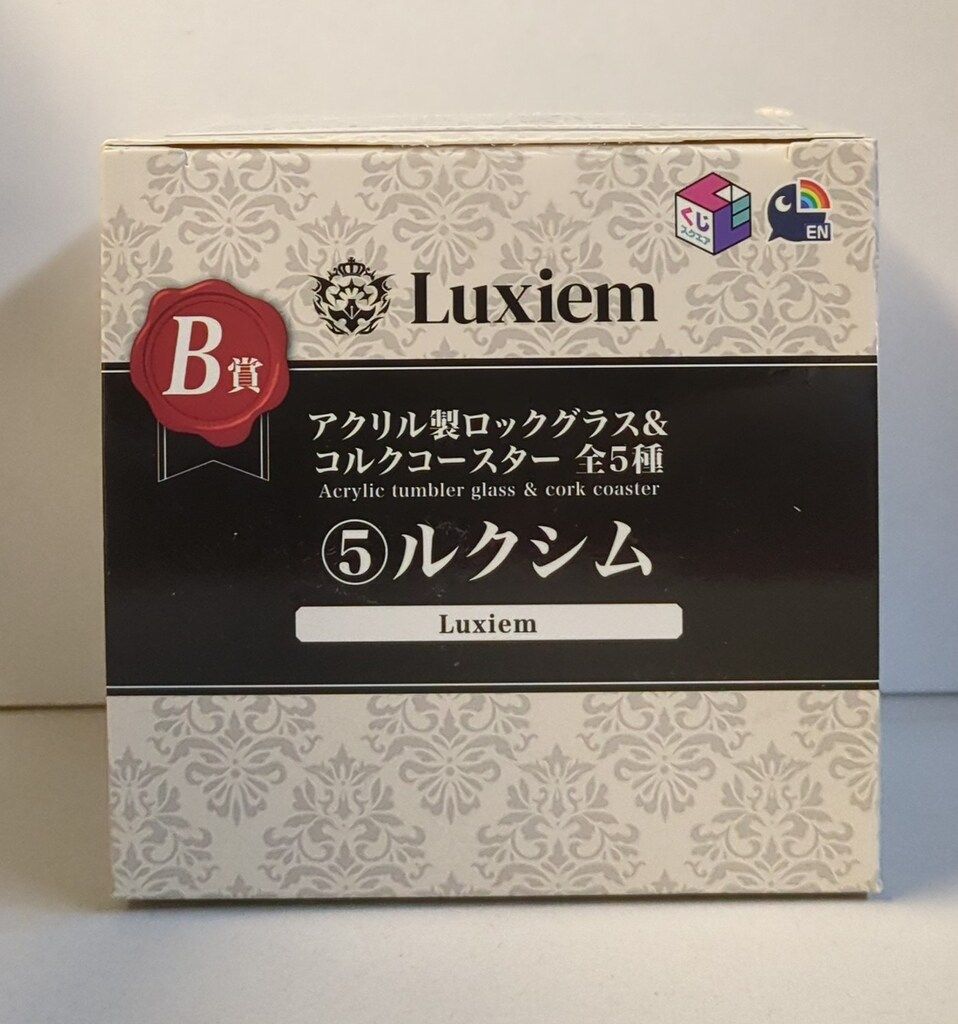 くじ
スクエア
EN
Luxiem
B賞
アクリル製ロックグラス&
コルクコースター 全5種
Acrylic tumbler glass & cork coaster
⑤ルクシム
Luxiem